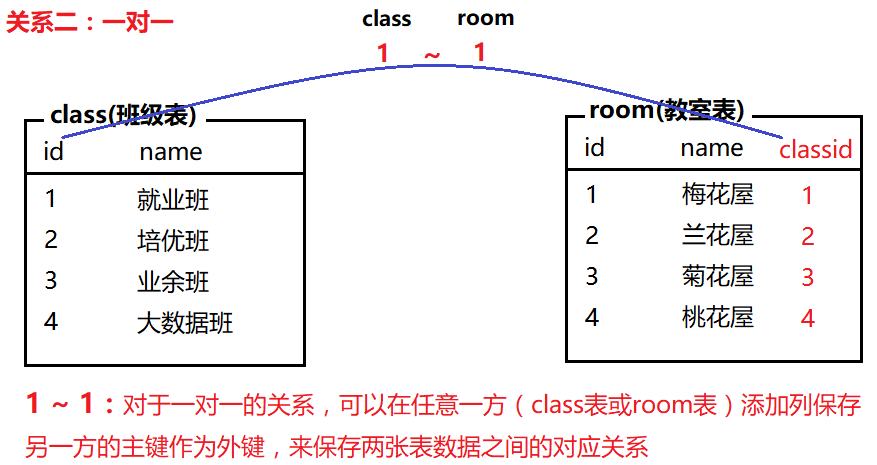 关系二：一对一
class room
1 ~ 1
class(班级表)
id name
1 就业班
2 培优班
3 业余班
4 大数据班
room(教室表)
id name classid
1 梅花屋 1
2 兰花屋 2
3 菊花屋 3
4 桃花屋 4
1 ~ 1：对于一对一的关系，可以在任意一方（class表或room表）添加列保存
另一方的主键作为外键，来保存两张表数据之间的对应关系